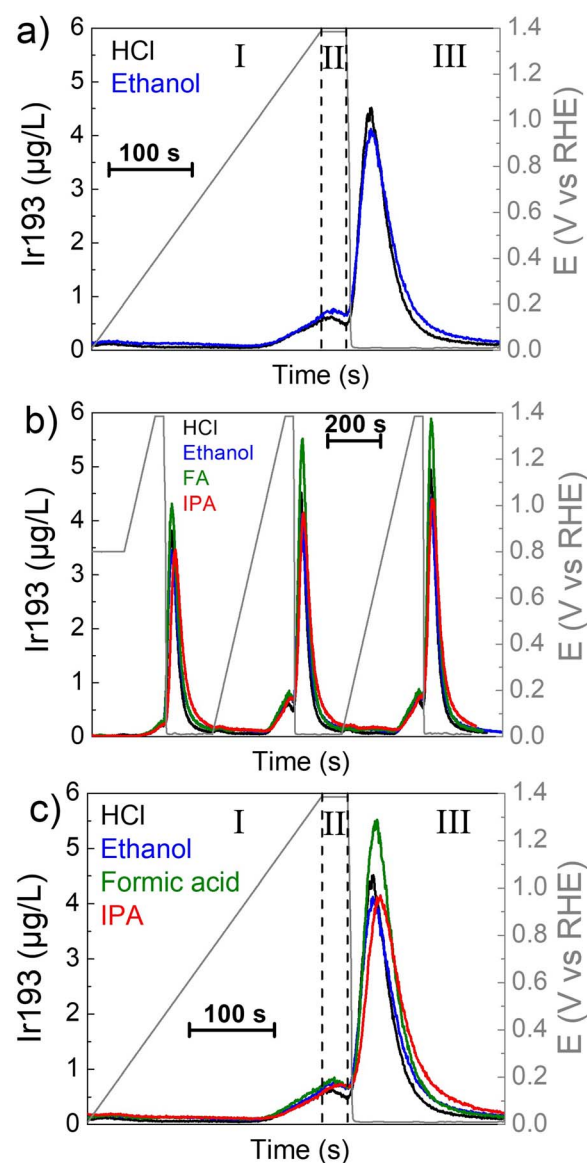 a)
HCl
Ethanol
I
II
III
100 s
Ir193 (µg/L)
6
5
4
3
2
1
0
1.4
1.2
1.0
0.8
0.6
0.4
0.2
0.0
E (V vs RHE)
Time (s)
b)
HCl
Ethanol
FA
IPA
200 s
Ir193 (µg/L)
6
5
4
3
2
1
0
1.4
1.2
1.0
0.8
0.6
0.4
0.2
0.0
E (V vs RHE)
Time (s)
c)
HCl
Ethanol
Formic acid
IPA
I
II
III
100 s
Ir193 (µg/L)
6
5
4
3
2
1
0
1.4
1.2
1.0
0.8
0.6
0.4
0.2
0.0
E (V vs RHE)
Time (s)